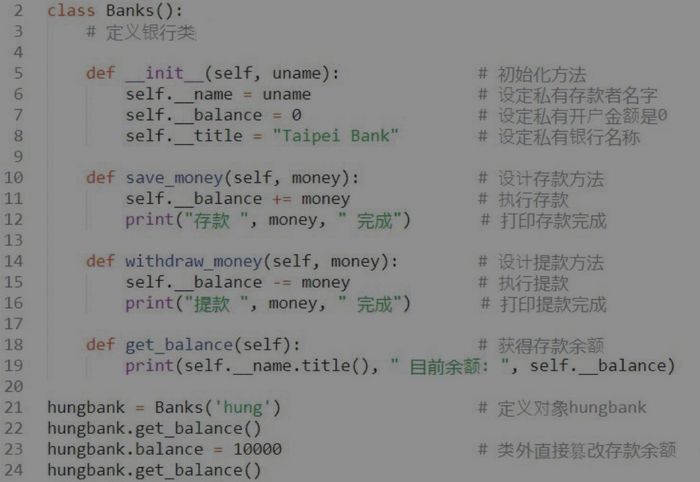 2 class Banks():
3     # 定义银行类
4
5     def __init__(self, uname):              # 初始化方法
6         self.__name = uname                 # 设定私有存款者名字
7         self.__balance = 0                  # 设定私有开户金额是0
8         self.__title = "Taipei Bank"        # 设定私有银行名称
9
10     def save_money(self, money):            # 设计存款方法
11         self.__balance += money             # 执行存款
12         print("存款 ", money, " 完成")       # 打印存款完成
13
14     def withdraw_money(self, money):        # 设计提款方法
15         self.__balance -= money             # 执行提款
16         print("提款 ", money, " 完成")       # 打印提款完成
17
18     def get_balance(self):                  # 获得存款余额
19         print(self.__name.title(), " 目前余额: ", self.__balance)
20
21 hungbank = Banks('hung')                    # 定义对象hungbank
22 hungbank.get_balance()
23 hungbank.balance = 10000                    # 类外直接篡改存款余额
24 hungbank.get_balance()